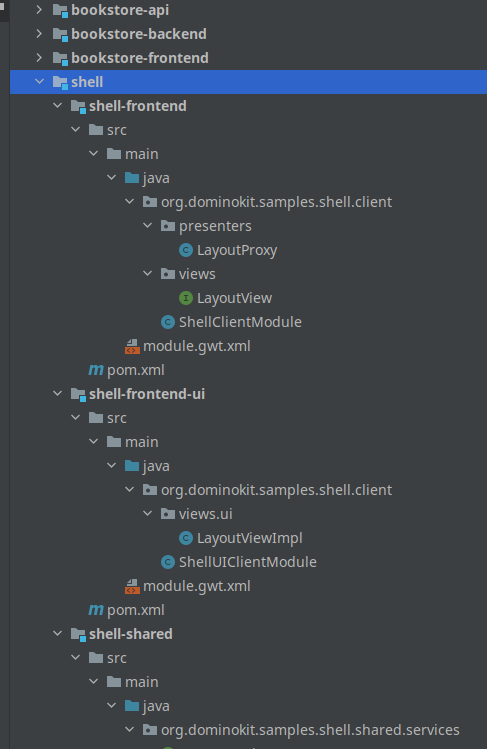 bookstore-api
bookstore-backend
bookstore-frontend
shell
shell-frontend
src
main
java
org.dominokit.samples.shell.client
presenters
LayoutProxy
views
LayoutView
ShellClientModule
module.gwt.xml
pom.xml
shell-frontend-ui
src
main
java
org.dominokit.samples.shell.client
views.ui
LayoutViewImpl
ShellUIClientModule
module.gwt.xml
pom.xml
shell-shared
src
main
java
org.dominokit.samples.shell.shared.services